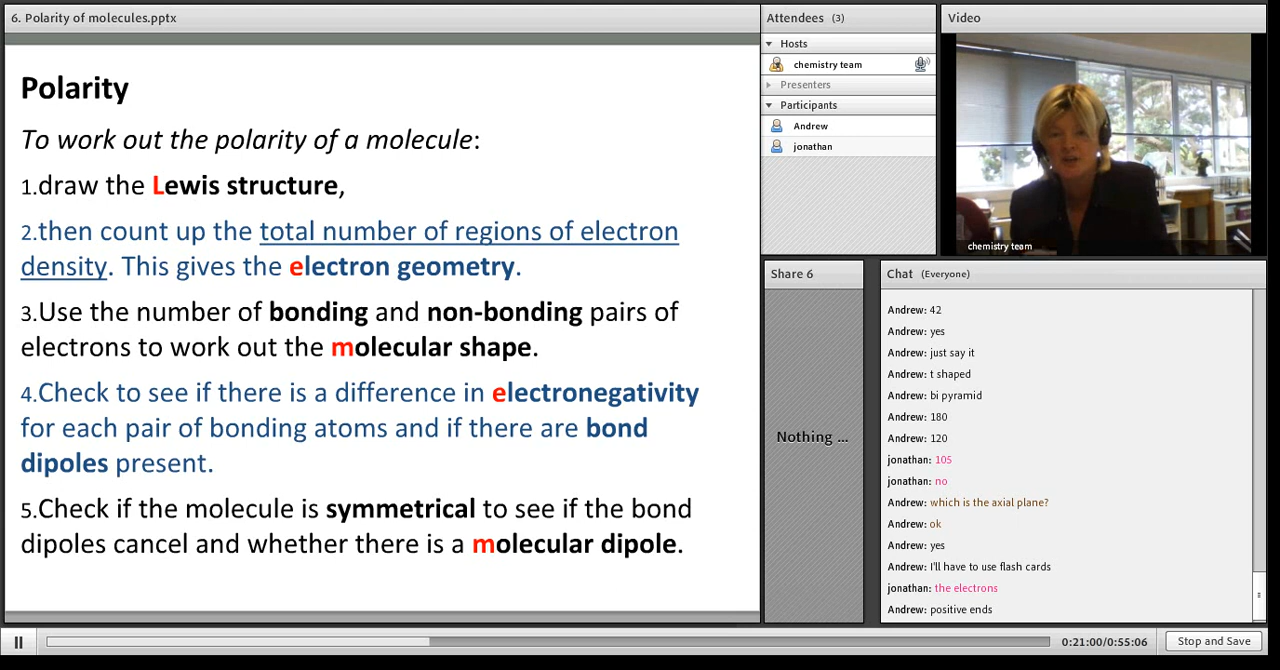 6. Polarity of molecules.pptx
Polarity
To work out the polarity of a molecule:
1.draw the Lewis structure,
2.then count up the total number of regions of electron
density. This gives the electron geometry.
3.Use the number of bonding and non-bonding pairs of
electrons to work out the molecular shape.
4.Check to see if there is a difference in electronegativity
for each pair of bonding atoms and if there are bond
dipoles present.
5.Check if the molecule is symmetrical to see if the bond
dipoles cancel and whether there is a molecular dipole.
Attendees (3)
Hosts
chemistry team
Presenters
Participants
Andrew
jonathan
Video
chemistry team
Share 6
Nothing ...
Chat (Everyone)
Andrew: 42
Andrew: yes
Andrew: just say it
Andrew: t shaped
Andrew: bi pyramid
Andrew: 180
Andrew: 120
jonathan: 105
jonathan: no
Andrew: which is the axial plane?
Andrew: ok
Andrew: yes
Andrew: I'll have to use flash cards
jonathan: the electrons
Andrew: positive ends
0:21:00/0:55:06
Stop and Save